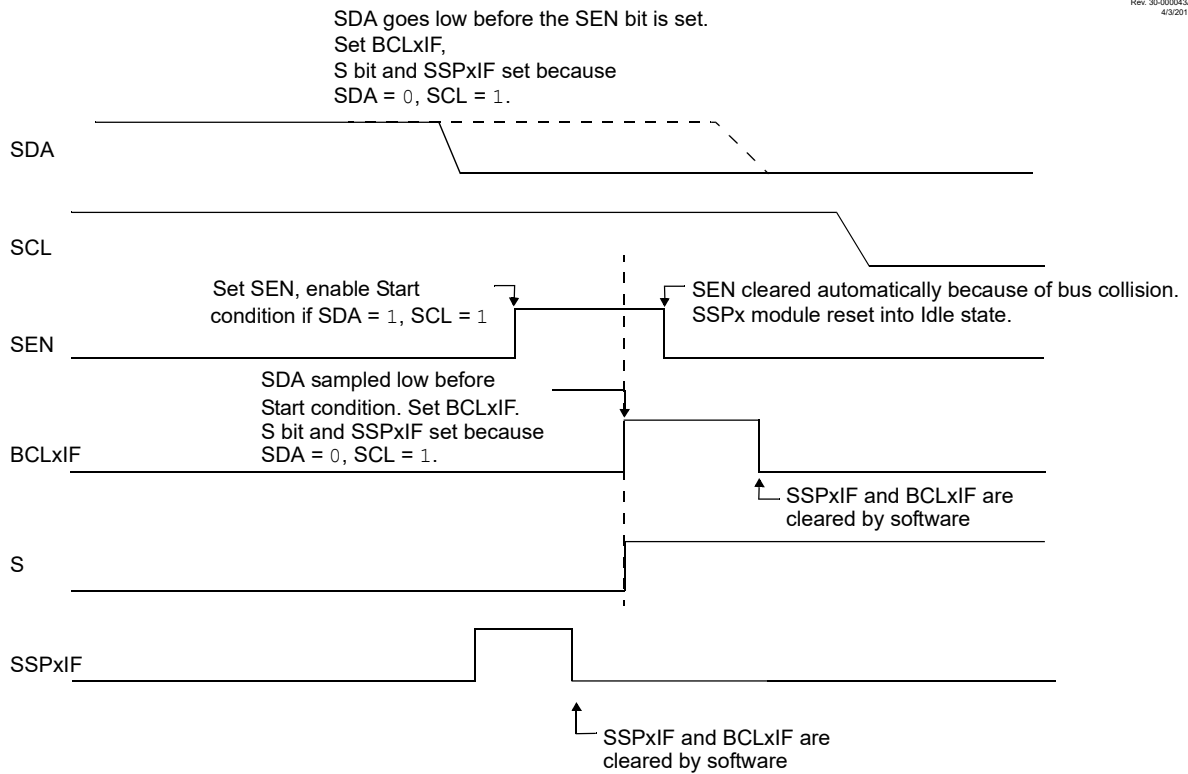 Rev. 30-000043
4/3/201
SDA goes low before the SEN bit is set.
Set BCLxIF,
S bit and SSPxIF set because
SDA = 0, SCL = 1.
SDA
SCL
Set SEN, enable Start
condition if SDA = 1, SCL = 1
SEN cleared automatically because of bus collision.
SSPx module reset into Idle state.
SEN
SDA sampled low before
Start condition. Set BCLxIF.
S bit and SSPxIF set because
SDA = 0, SCL = 1.
BCLxIF
SSPxIF and BCLxIF are
cleared by software
S
SSPxIF
SSPxIF and BCLxIF are
cleared by software